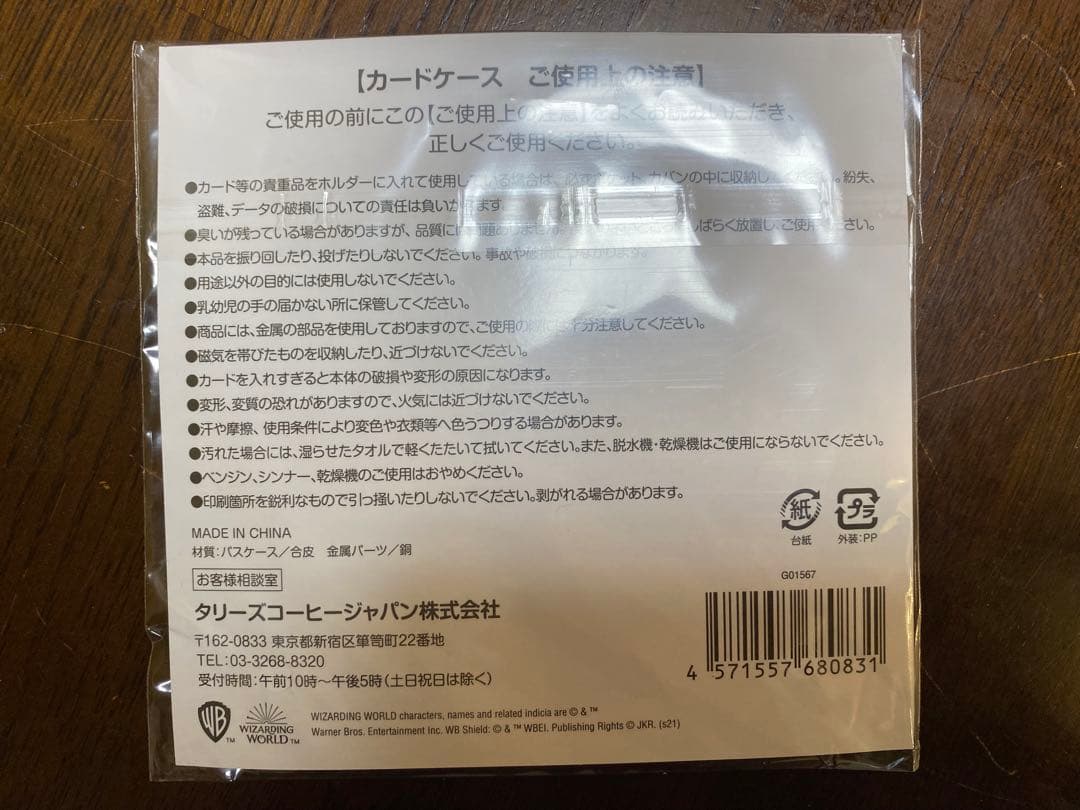 【カードケース ご使用上の注意】
ご使用の前にこの【ご使用上の注意】をよくお読みいただき、
正しくご使用ください。
●カード等の貴重品をホルダーに入れて使用している場合は、必ずポケット、カバンの中に収納してください。紛失、
盗難、データの破損についての責任は負いかねます。
●臭いが残っている場合がありますが、品質には問題ありません。 しばらく放置し、ご使用ください。
●本品を振り回したり、投げたりしないでください。事故や破損につながります。
●用途以外の目的には使用しないでください。
●乳幼児の手の届かない所に保管してください。
●商品には、金属の部品を使用しておりますので、ご使用の際には十分注意してください。
●磁気を帯びたものを収納したり、近づけないでください。
●カードを入れすぎると本体の破損や変形の原因になります。
●変形、変質の恐れがありますので、火気には近づけないでください。
●汗や摩擦、使用条件により変色や衣類等へ色うつりする場合があります。
●汚れた場合には、湿らせたタオルで軽くたたいて拭いてください。また、脱水機・乾燥機はご使用にならないでください。
●ベンジン、シンナー、乾燥機のご使用はおやめください。
●印刷箇所を鋭利なもので引っ掻いたりしないでください。剥がれる場合があります。
紙 プラ
台紙 外装:PP
MADE IN CHINA
材質:パスケース/合皮 金属パーツ/銅
お客様相談室
タリーズコーヒージャパン株式会社
〒162-0833 東京都新宿区箪笥町22番地
TEL:03-3268-8320
受付時間:午前10時~午後5時(土日祝日は除く)
G01567
4 571557 680831
WB TM
WIZARDING
WORLD TM
WIZARDING WORLD characters, names and related indicia are © & ™
Warner Bros. Entertainment Inc. WB Shield: © & ™ WBEI. Publishing Rights © JKR. (s21)